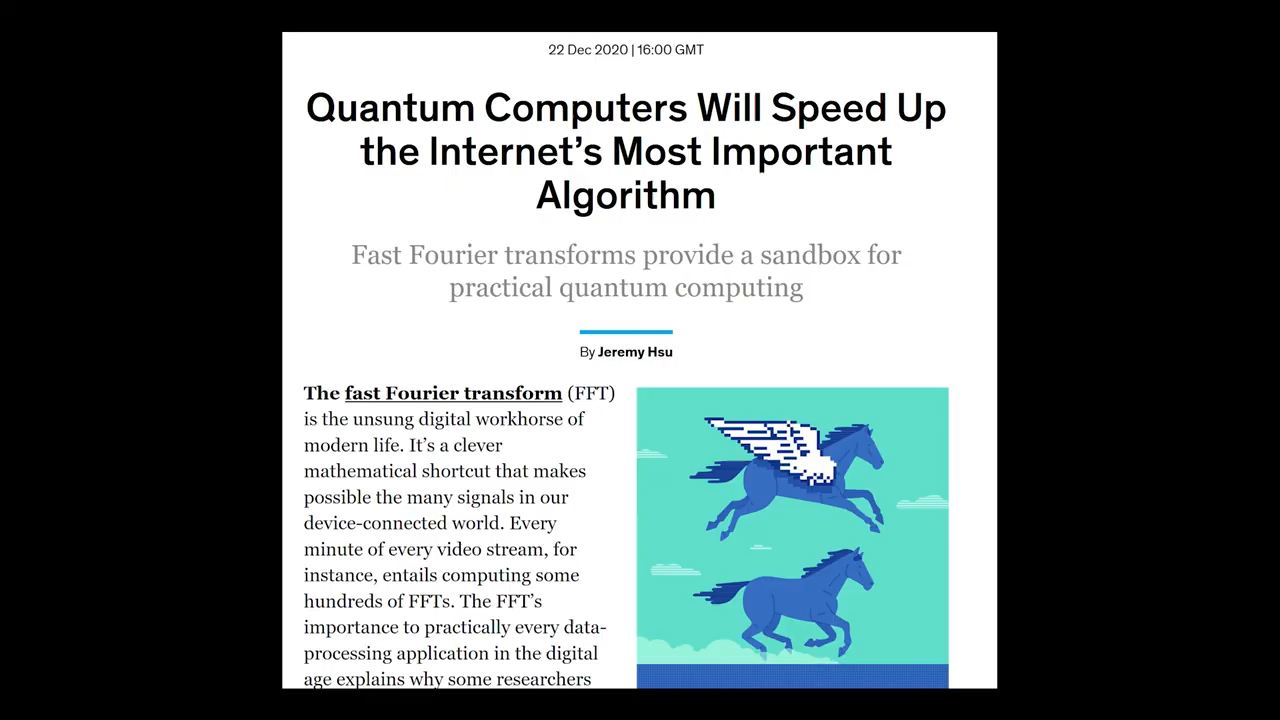 22 Dec 2020 | 16:00 GMT
Quantum Computers Will Speed Up
the Internet’s Most Important
Algorithm
Fast Fourier transforms provide a sandbox for
practical quantum computing
By Jeremy Hsu
The fast Fourier transform (FFT)
is the unsung digital workhorse of
modern life. It’s a clever
mathematical shortcut that makes
possible the many signals in our
device-connected world. Every
minute of every video stream, for
instance, entails computing some
hundreds of FFTs. The FFT’s
importance to practically every data-
processing application in the digital
age explains why some researchers